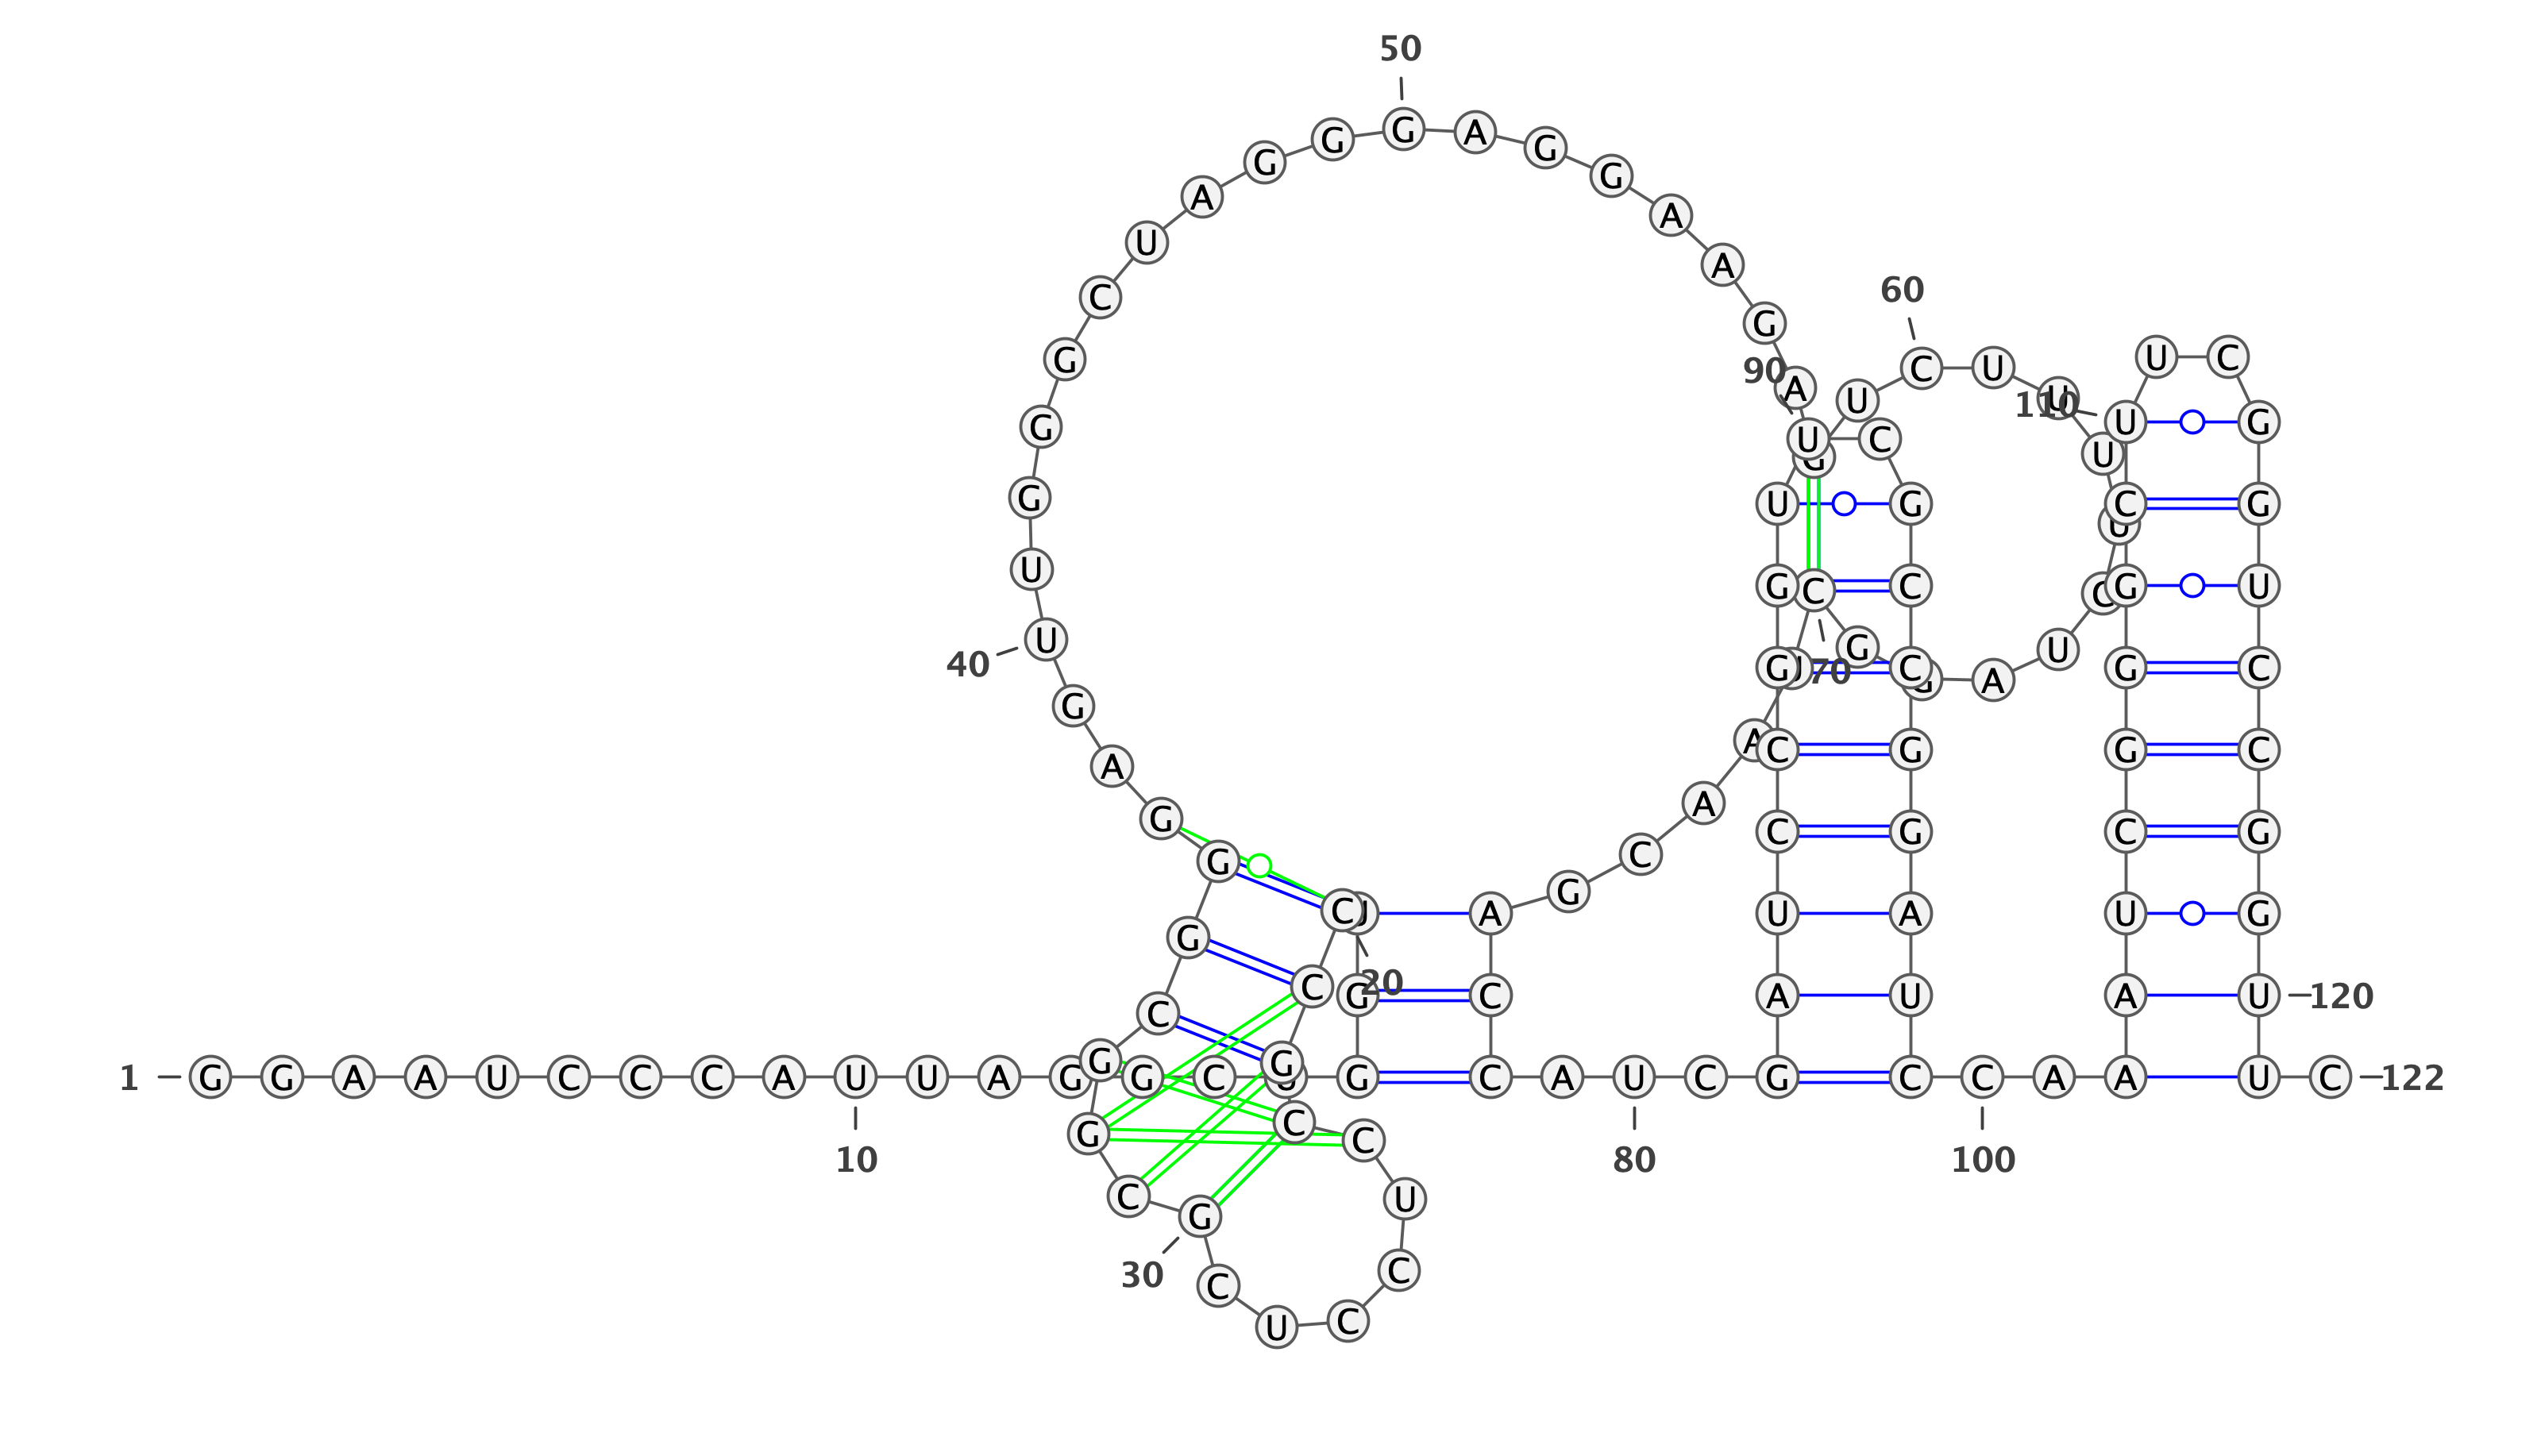 50
G G A G
G G
A A
U A
60
C
G
G C U U C
90 A
U U 110
G U G
U C U
G
G U G C G
U
U G C C C G U
U G U
40 G U 70 C G A G C
G
A A C G G C
A
G C G C G
G C
G
C U A U A U G
G
20
C G C A U A U 120
C
G G
1 G G A A U C C C A U U A G G C G C A U C G C C A A U C 122
G C C
10 80 100
C G U
30
C C
U C